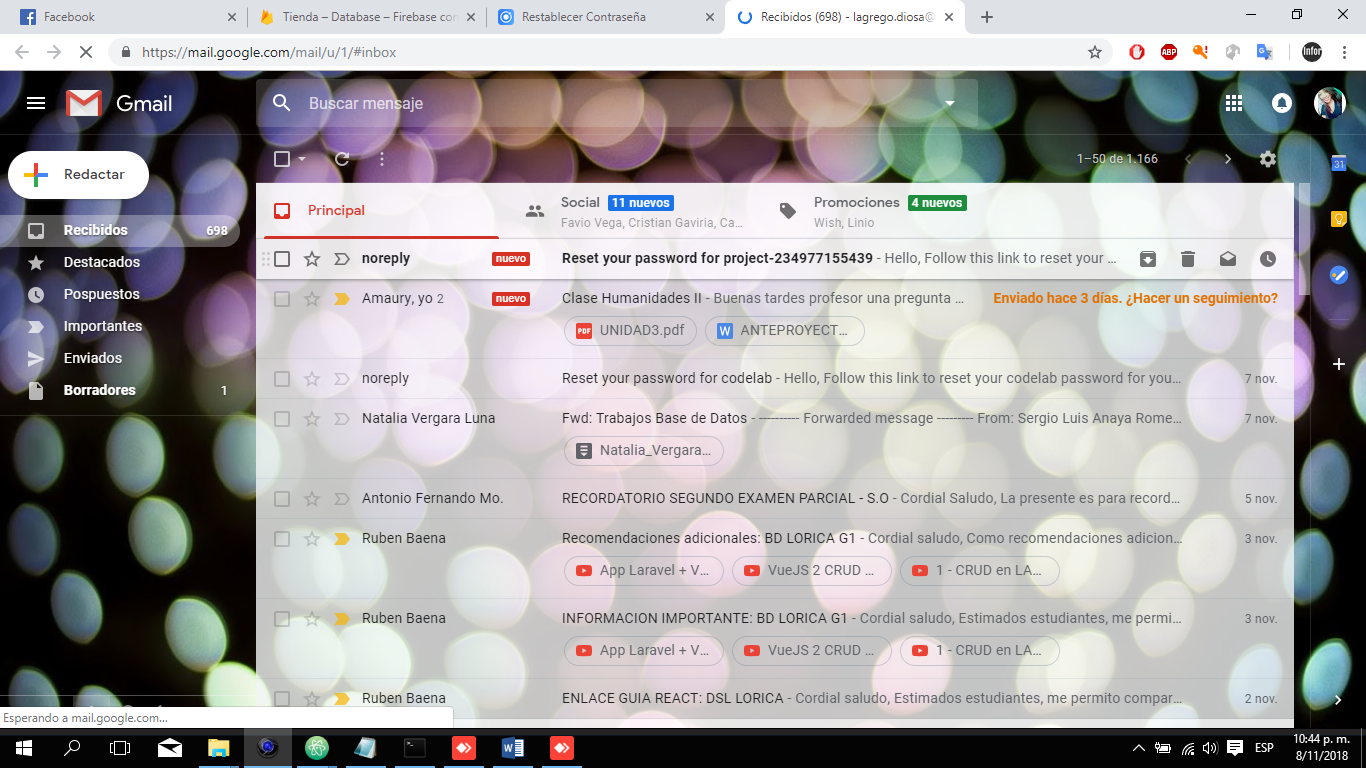 Facebook
Tienda – Database – Firebase con
Restablecer Contraseña
Recibidos (698) - lagrego.diosa@
https://mail.google.com/mail/u/1/#inbox
ABP
Infor
Gmail
Buscar mensaje
Redactar
1–50 de 1.166
31
Principal
Social 11 nuevos
Favio Vega, Cristian Gaviria, Ca…
Promociones 4 nuevos
Wish, Linio
Recibidos 698
Destacados
Pospuestos
Importantes
Enviados
Borradores 1
noreply nuevo Reset your password for project-234977155439 - Hello, Follow this link to reset your …
Amaury, yo 2 nuevo Clase Humanidades II - Buenas tardes profesor una pregunta … Enviado hace 3 días. ¿Hacer un seguimiento?
PDF UNIDAD3.pdf W ANTEPROYECT…
noreply Reset your password for codelab - Hello, Follow this link to reset your codelab password for you… 7 nov.
Natalia Vergara Luna Fwd: Trabajos Base de Datos - ---------- Forwarded message --------- From: Sergio Luis Anaya Rome… 7 nov.
Natalia_Vergara…
Antonio Fernando Mo. RECORDATORIO SEGUNDO EXAMEN PARCIAL - S.O - Cordial Saludo, La presente es para record… 5 nov.
Ruben Baena Recomendaciones adicionales: BD LORICA G1 - Cordial saludo, Como recomendaciones adicion… 3 nov.
App Laravel + V… VueJS 2 CRUD … 1 - CRUD en LA…
Ruben Baena INFORMACION IMPORTANTE: BD LORICA G1 - Cordial saludo, Estimados estudiantes, me permi… 3 nov.
App Laravel + V… VueJS 2 CRUD … 1 - CRUD en LA…
Ruben Baena ENLACE GUIA REACT: DSL LORICA - Cordial saludo, Estimados estudiantes, me permito compar… 2 nov.
Esperando a mail.google.com...
ESP
10:44 p. m.
8/11/2018